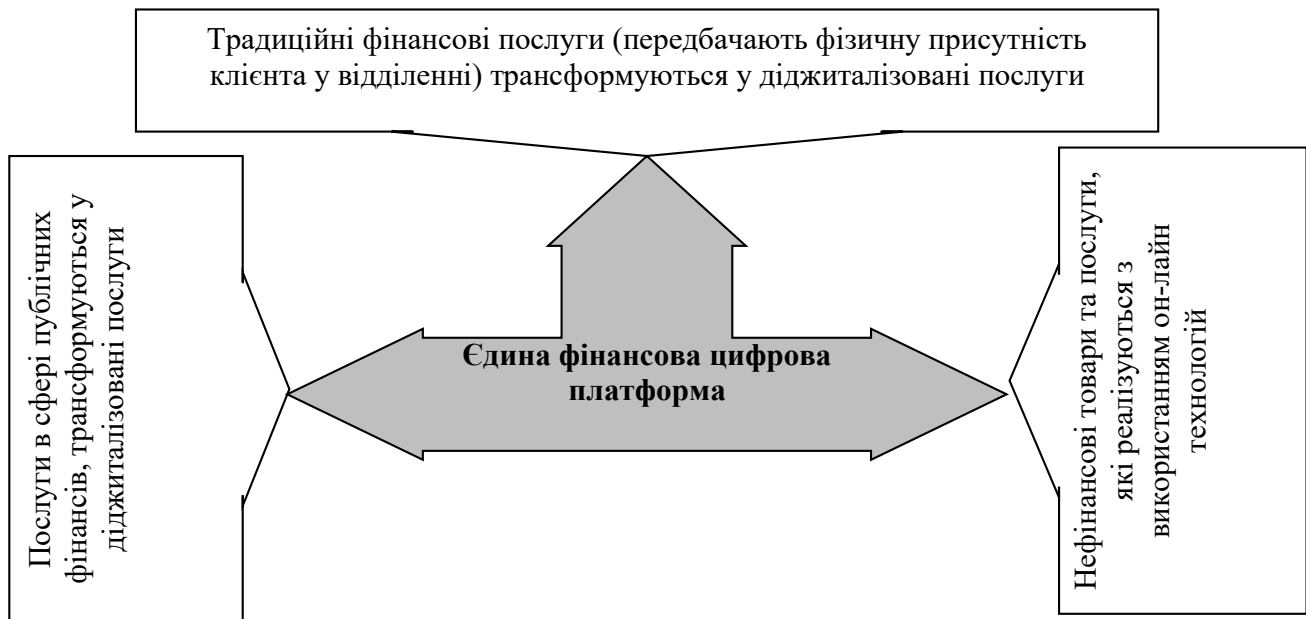 Традиційні фінансові послуги (передбачають фізичну присутність
клієнта у відділенні) трансформуються у діджиталізовані послуги
Послуги в сфері публічних
фінансів, трансформуються у
діджиталізовані послуги
Єдина фінансова цифрова
платформа
Нефінансові товари та послуги,
які реалізуються з
використанням он-лайн
технологій